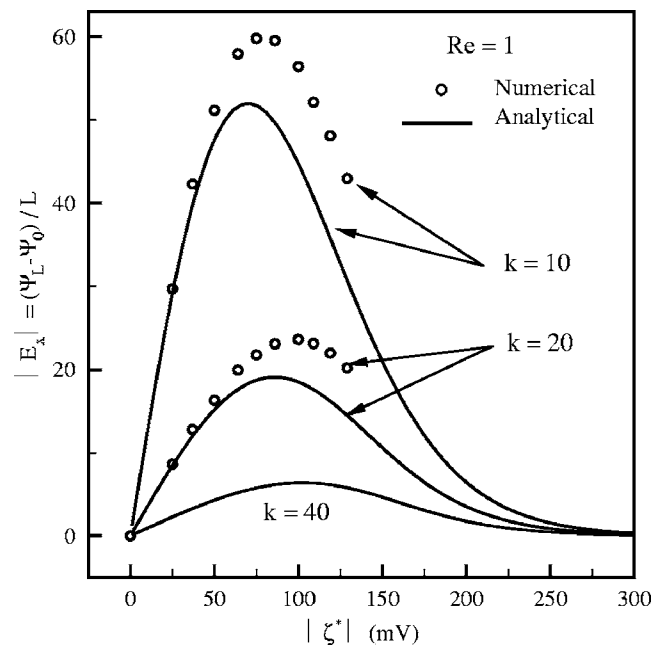 60
Re = 1
Numerical
Analytical
40
| E_x | = (Ψ_L-Ψ_0) / L
k = 10
20
k = 20
k = 40
0
0 50 100 150 200 250 300
| ζ* | (mV)